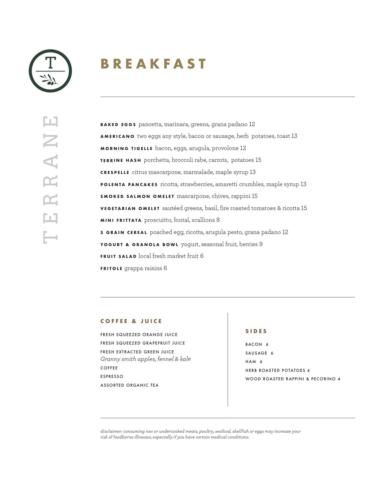 T
TERRANE
BREAKFAST
BAKED EGGS pancetta, marinara, greens, grana padano 12
AMERICANO two eggs any style, bacon or sausage, herb potatoes, toast 13
MORNING TIGELLE bacon, eggs, arugula, provolone 12
TERRINE HASH porchetta, broccoli rabe, carrots, potatoes 15
CRESPELLE citrus mascarpone, marmalade, maple syrup 13
POLENTA PANCAKES ricotta, strawberries, amaretti crumbles, maple syrup 13
SMOKED SALMON OMELET mascarpone, chives, rappini 15
VEGETARIAN OMELET sautéed greens, basil, fire roasted tomatoes & ricotta 15
MINI FRITTATA prosciutto, fontal, scallions 8
5 GRAIN CEREAL poached egg, ricotta, arugula pesto, grana padano 12
YOGURT & GRANOLA BOWL yogurt, seasonal fruit, berries 9
FRUIT SALAD local fresh market fruit 6
FRITOLE grappa raisins 6
COFFEE & JUICE
FRESH SQUEEZED ORANGE JUICE
FRESH SQUEEZED GRAPEFRUIT JUICE
FRESH EXTRACTED GREEN JUICE
Granny smith apples, fennel & kale
COFFEE
ESPRESSO
ASSORTED ORGANIC TEA
SIDES
BACON 6
SAUSAGE 6
HAM 6
HERB ROASTED POTATOES 4
WOOD ROASTED RAPPINI & PECORINO 4
disclaimer: consuming raw or undercooked meats, poultry, seafood, shellfish or eggs may increase your
risk of foodborne illnesses, especially if you have certain medical conditions.